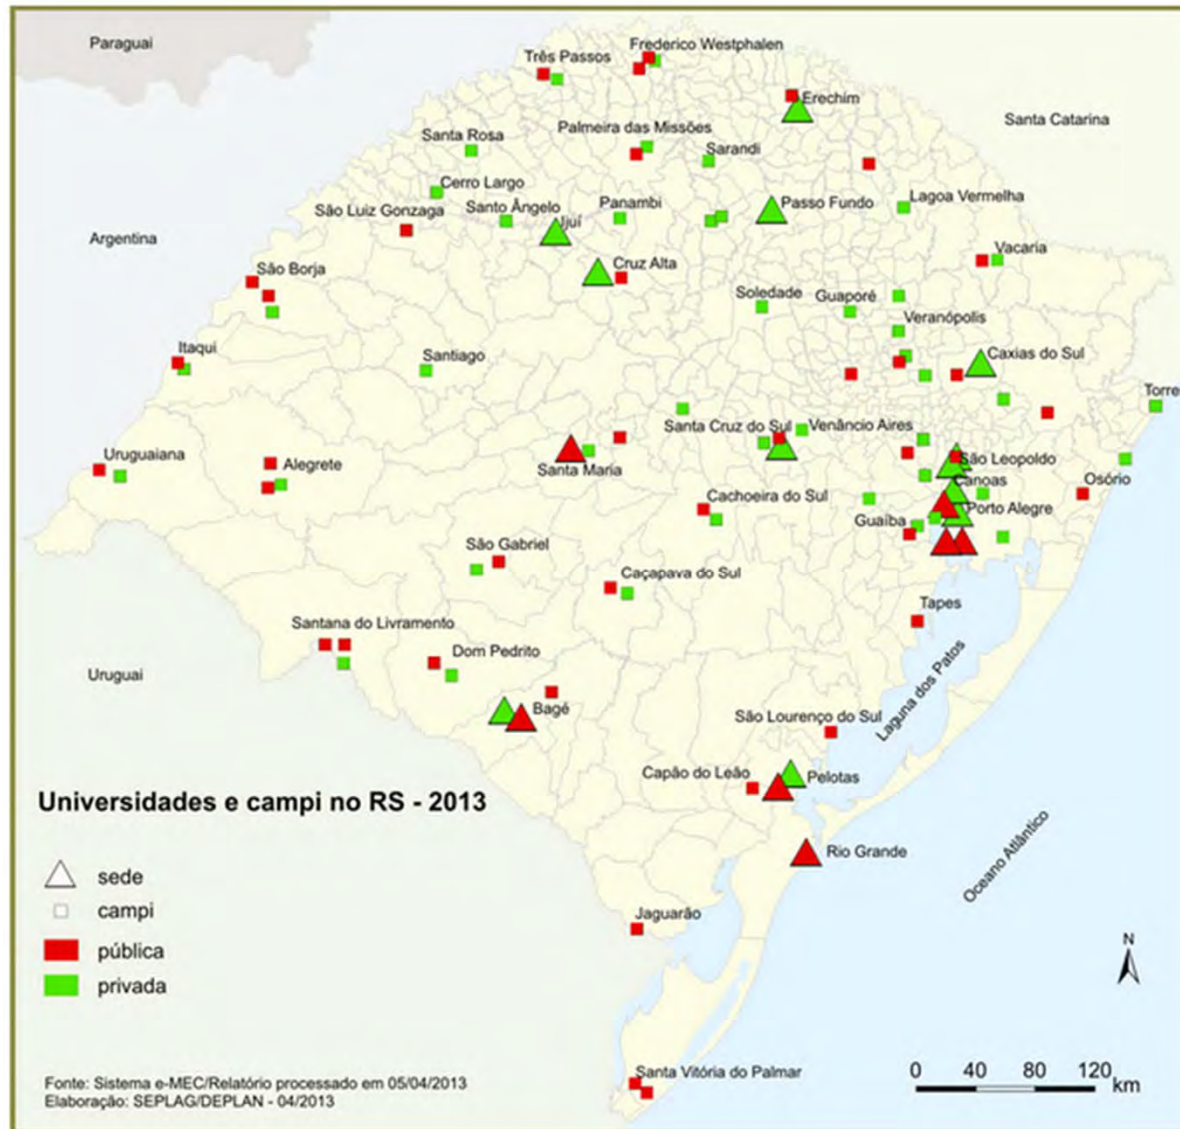 Paraguai
Três Passos
Frederico Westphalen
Erechim
Santa Catarina
Santa Rosa
Palmeira das Missões
Sarandi
Cerro Largo
São Luiz Gonzaga
Santo Ângelo
Ijuí
Panambi
Passo Fundo
Lagoa Vermelha
Argentina
Vacaria
São Borja
Cruz Alta
Soledade
Guaporé
Veranópolis
Itaqui
Santiago
Caxias do Sul
Torre
Santa Cruz do Sul
Venâncio Aires
Uruguaiana
Alegrete
Santa Maria
São Leopoldo
Canoas
Osório
Cachoeira do Sul
Guaíba
Porto Alegre
São Gabriel
Caçapava do Sul
Tapes
Santana do Livramento
Dom Pedrito
Uruguai
Laguna dos Patos
Bagé
São Lourenço do Sul
Capão do Leão
Pelotas
Rio Grande
Oceano Atlântico
Jaguarão
Santa Vitória do Palmar
Universidades e campi no RS - 2013
sede
campi
pública
privada
N
0 40 80 120
km
Fonte: Sistema e-MEC/Relatório processado em 05/04/2013
Elaboração: SEPLAG/DEPLAN - 04/2013